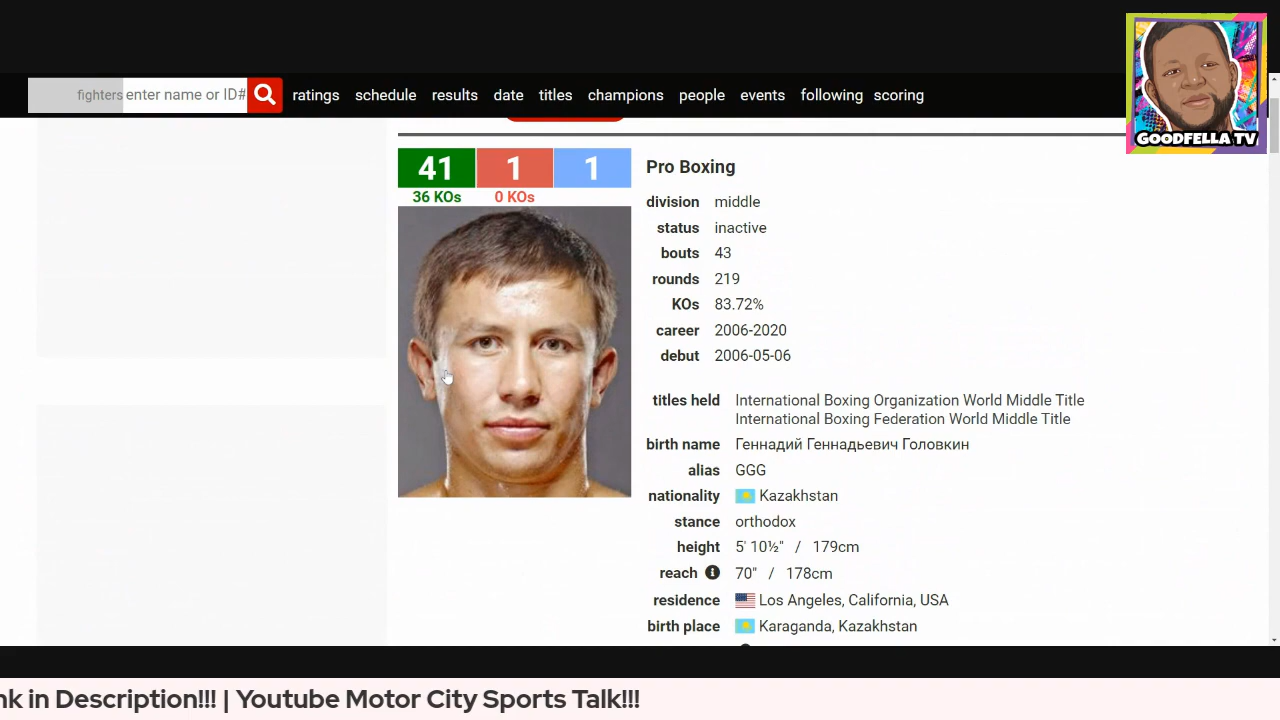 GOODFELLA TV
fighters enter name or ID# ratings schedule results date titles champions people events following scoring
41 1 1
36 KOs 0 KOs
Pro Boxing
division middle
status inactive
bouts 43
rounds 219
KOs 83.72%
career 2006-2020
debut 2006-05-06
titles held International Boxing Organization World Middle Title
International Boxing Federation World Middle Title
birth name Геннадий Геннадьевич Головкин
alias GGG
nationality Kazakhstan
stance orthodox
height 5' 10½" / 179cm
reach 70" / 178cm
residence Los Angeles, California, USA
birth place Karaganda, Kazakhstan
nk in Description!!! | Youtube Motor City Sports Talk!!!